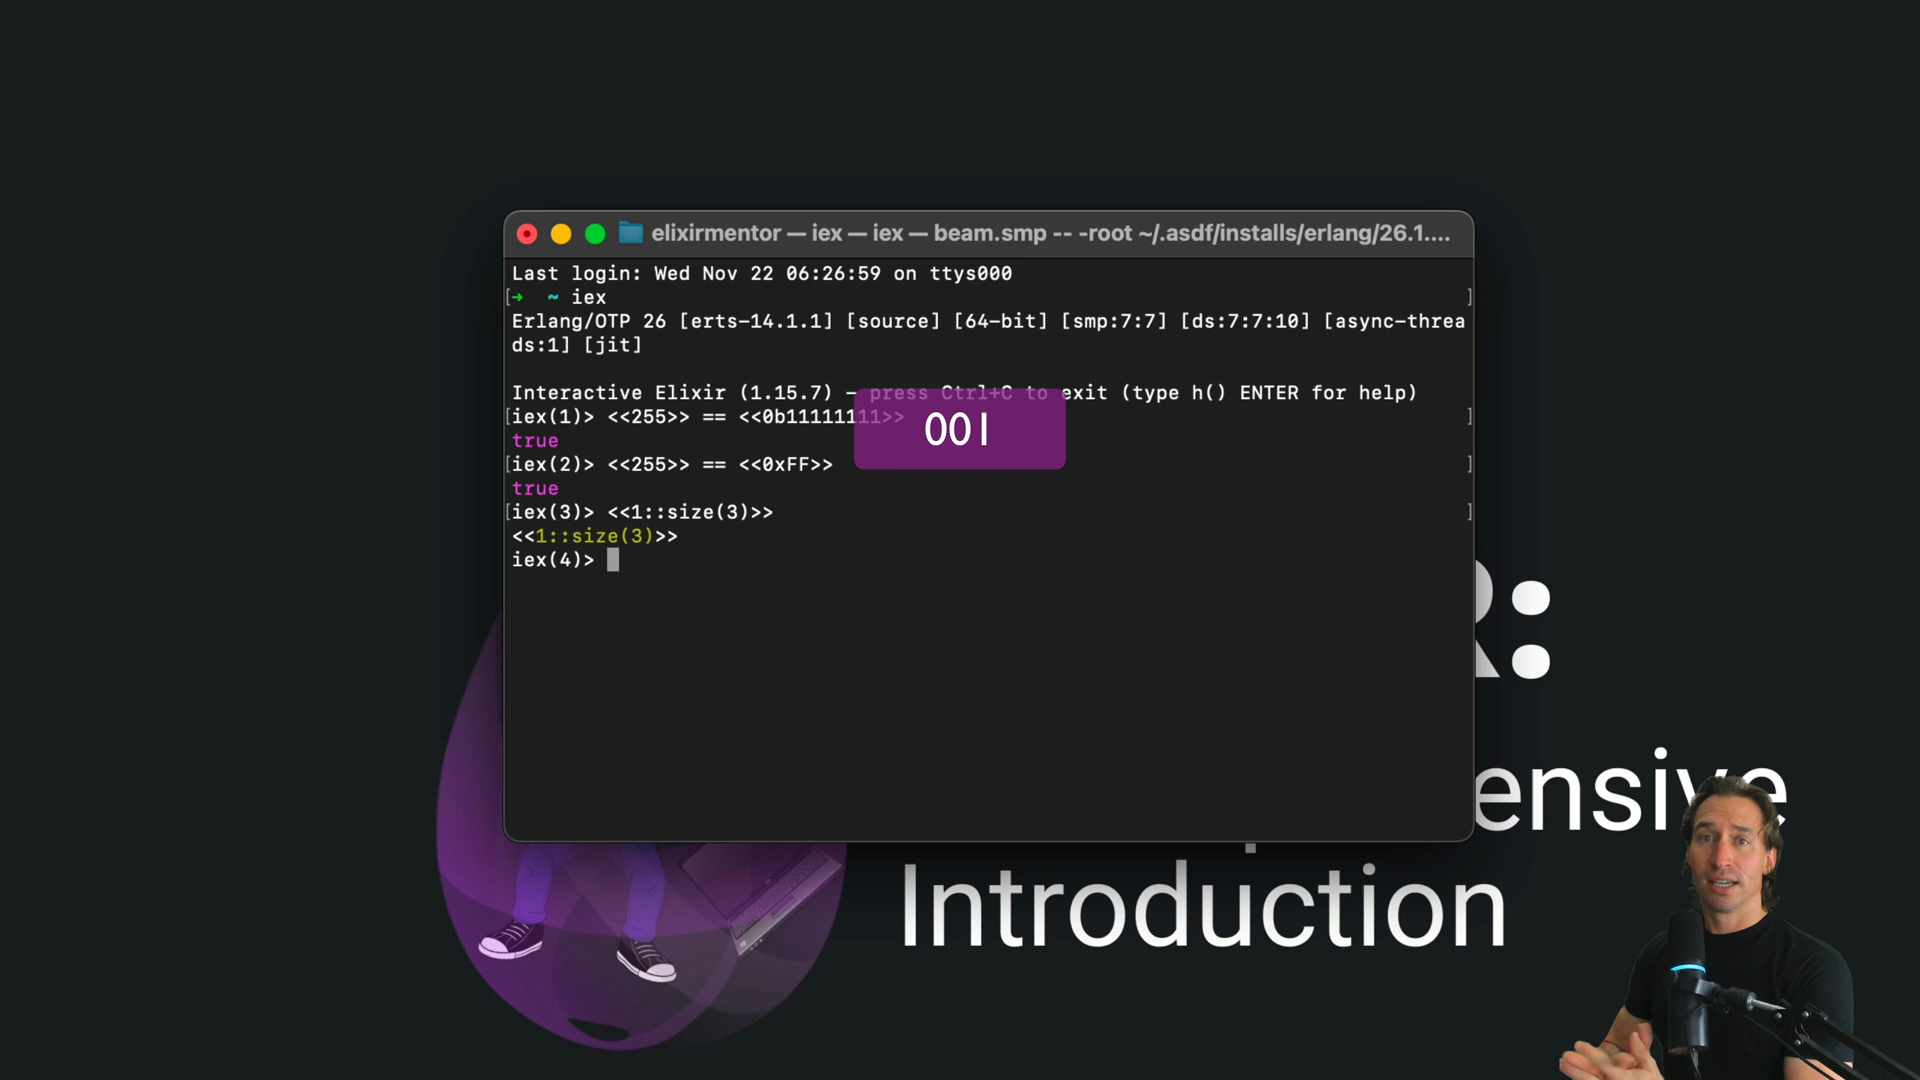 elixirmentor — iex — iex — beam.smp -- -root ~/.asdf/installs/erlang/26.1....
Last login: Wed Nov 22 06:26:59 on ttys000
[➜ ~ iex ]
Erlang/OTP 26 [erts-14.1.1] [source] [64-bit] [smp:7:7] [ds:7:7:10] [async-threa
ds:1] [jit]
Interactive Elixir (1.15.7) – press Ctrl+C to exit (type h() ENTER for help)
[iex(1)> <<255>> == <<0b11111111>> ]
001
true
[iex(2)> <<255>> == <<0xFF>> ]
true
[iex(3)> <<1::size(3)>> ]
<<1::size(3)>>
iex(4)>
R:
ensive
Introduction